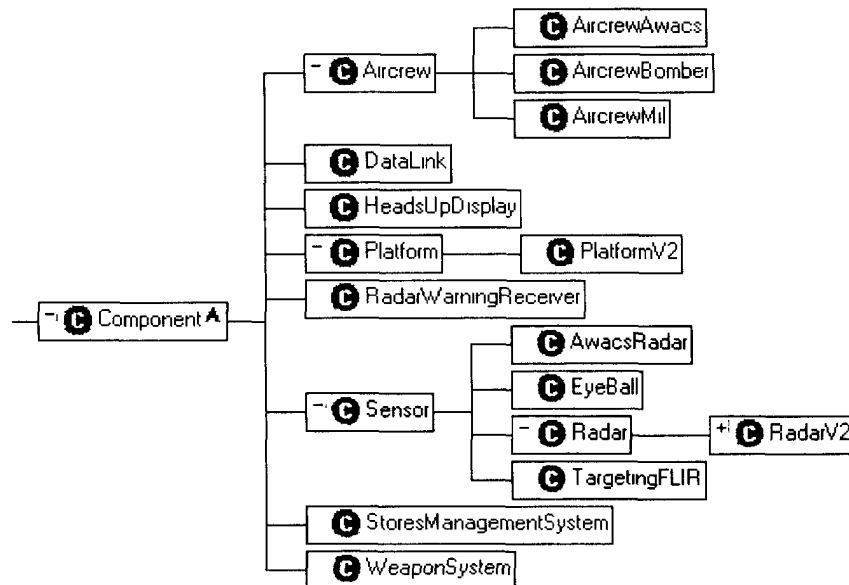 C AircrewAwacs
- C Aircrew
C AircrewBomber
C AircrewMil
C DataLink
C HeadsUpDisplay
- C Platform
C PlatformV2
C RadarWarningReceiver
- C Component A
C AwacsRadar
C EyeBall
- C Sensor
- C Radar
+ C RadarV2
C TargetingFLIR
C StoresManagementSystem
C WeaponSystem